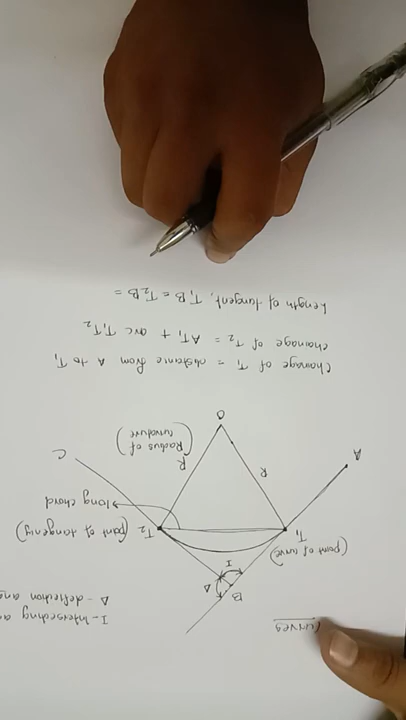 Curves
I - Intersecting
Δ - deflection
B
Δ
I
(point of curve)
T1
T2 (point of tangency)
long chord
A
C
R
R
(Radius of
curvature)
O
Chainage of T1 = distance from A to T1
chainage of T2 = AT1 + arc T1T2
Length of tangent, T1B = T2B =